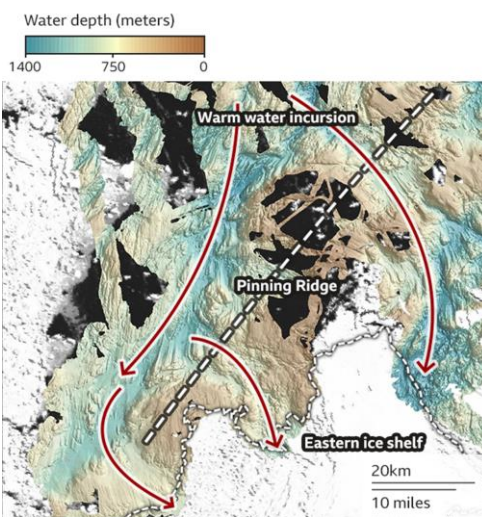 Water depth (meters)
1400 750 0
Warm water incursion
Pinning Ridge
Eastern ice shelf
20km
10 miles